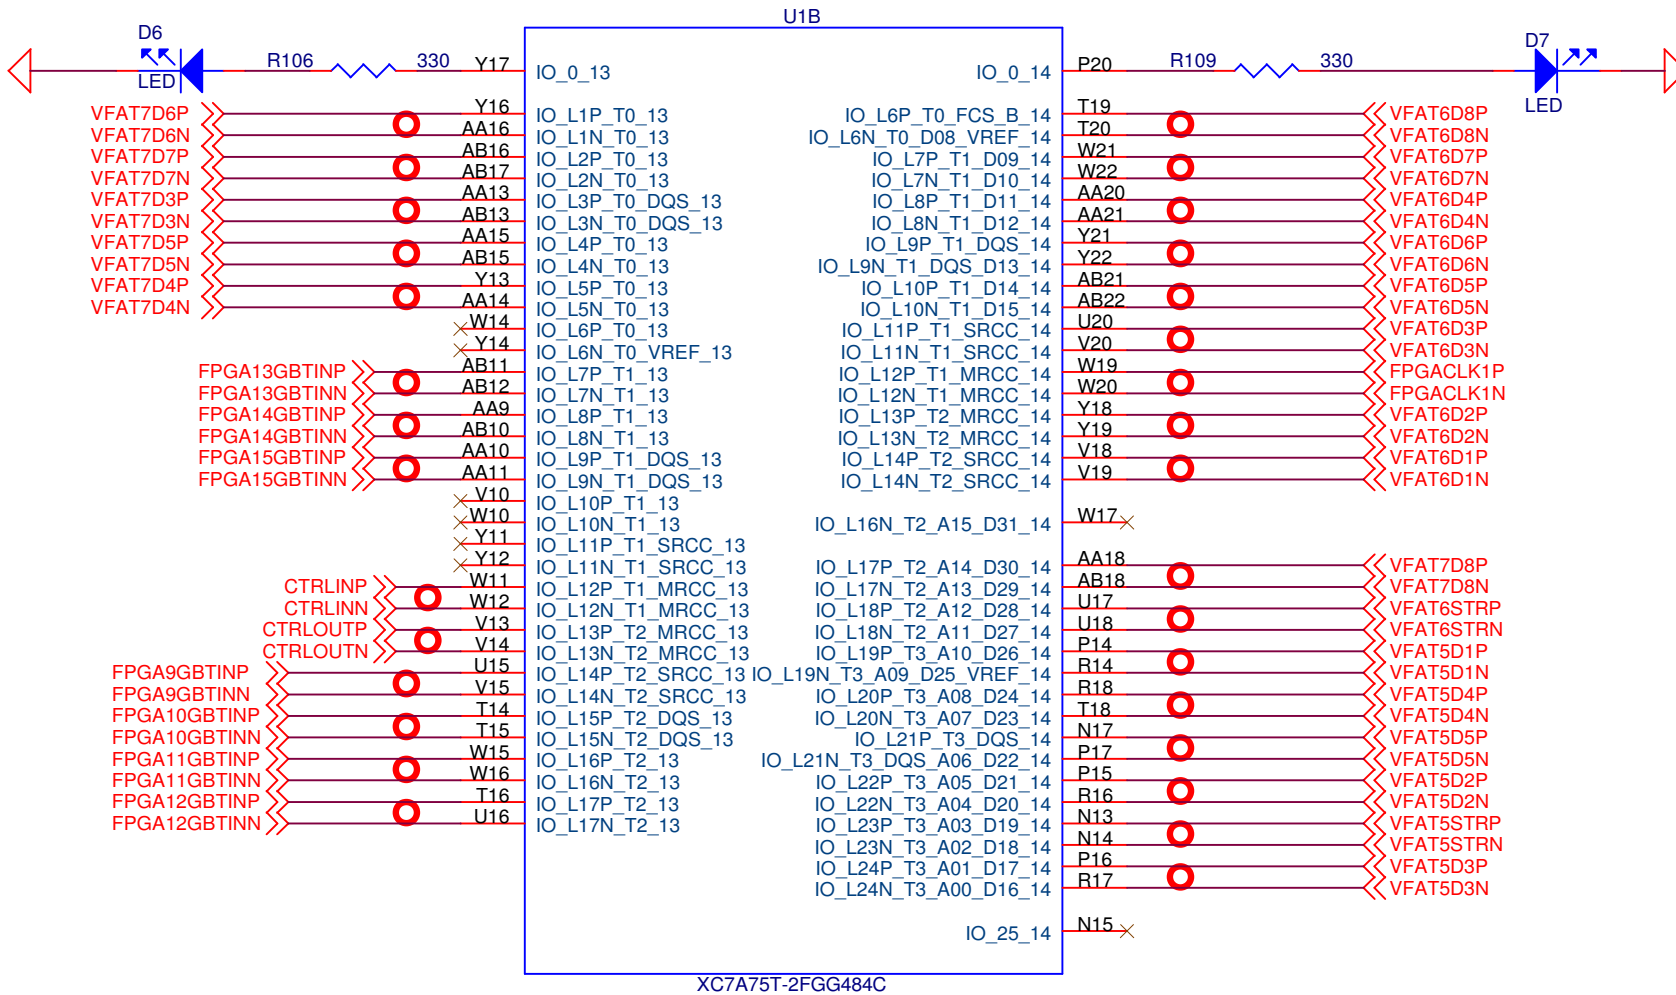 U1B
D6
LED
R106 330 Y17 IO_0_13
VFAT7D6P Y16 IO_L1P_T0_13
VFAT7D6N AA16 IO_L1N_T0_13
VFAT7D7P AB16 IO_L2P_T0_13
VFAT7D7N AB17 IO_L2N_T0_13
VFAT7D3P AA13 IO_L3P_T0_DQS_13
VFAT7D3N AB13 IO_L3N_T0_DQS_13
VFAT7D5P AA15 IO_L4P_T0_13
VFAT7D5N AB15 IO_L4N_T0_13
VFAT7D4P Y13 IO_L5P_T0_13
VFAT7D4N AA14 IO_L5N_T0_13
W14 IO_L6P_T0_13
Y14 IO_L6N_T0_VREF_13
FPGA13GBTINP AB11 IO_L7P_T1_13
FPGA13GBTINN AB12 IO_L7N_T1_13
FPGA14GBTINP AA9 IO_L8P_T1_13
FPGA14GBTINN AB10 IO_L8N_T1_13
FPGA15GBTINP AA10 IO_L9P_T1_DQS_13
FPGA15GBTINN AA11 IO_L9N_T1_DQS_13
V10 IO_L10P_T1_13
W10 IO_L10N_T1_13
Y11 IO_L11P_T1_SRCC_13
Y12 IO_L11N_T1_SRCC_13
CTRLINP W11 IO_L12P_T1_MRCC_13
CTRLINN W12 IO_L12N_T1_MRCC_13
CTRLOUTP V13 IO_L13P_T2_MRCC_13
CTRLOUTN V14 IO_L13N_T2_MRCC_13
FPGA9GBTINP U15 IO_L14P_T2_SRCC_13
FPGA9GBTINN V15 IO_L14N_T2_SRCC_13
FPGA10GBTINP T14 IO_L15P_T2_DQS_13
FPGA10GBTINN T15 IO_L15N_T2_DQS_13
FPGA11GBTINP W15 IO_L16P_T2_13
FPGA11GBTINN W16 IO_L16N_T2_13
FPGA12GBTINP T16 IO_L17P_T2_13
FPGA12GBTINN U16 IO_L17N_T2_13
IO_0_14 P20 R109 330
D7
LED
IO_L6P_T0_FCS_B_14 T19 VFAT6D8P
IO_L6N_T0_D08_VREF_14 T20 VFAT6D8N
IO_L7P_T1_D09_14 W21 VFAT6D7P
IO_L7N_T1_D10_14 W22 VFAT6D7N
IO_L8P_T1_D11_14 AA20 VFAT6D4P
IO_L8N_T1_D12_14 AA21 VFAT6D4N
IO_L9P_T1_DQS_14 Y21 VFAT6D6P
IO_L9N_T1_DQS_D13_14 Y22 VFAT6D6N
IO_L10P_T1_D14_14 AB21 VFAT6D5P
IO_L10N_T1_D15_14 AB22 VFAT6D5N
IO_L11P_T1_SRCC_14 U20 VFAT6D3P
IO_L11N_T1_SRCC_14 V20 VFAT6D3N
IO_L12P_T1_MRCC_14 W19 FPGACLK1P
IO_L12N_T1_MRCC_14 W20 FPGACLK1N
IO_L13P_T2_MRCC_14 Y18 VFAT6D2P
IO_L13N_T2_MRCC_14 Y19 VFAT6D2N
IO_L14P_T2_SRCC_14 V18 VFAT6D1P
IO_L14N_T2_SRCC_14 V19 VFAT6D1N
IO_L16N_T2_A15_D31_14 W17
IO_L17P_T2_A14_D30_14 AA18 VFAT7D8P
IO_L17N_T2_A13_D29_14 AB18 VFAT7D8N
IO_L18P_T2_A12_D28_14 U17 VFAT6STRP
IO_L18N_T2_A11_D27_14 U18 VFAT6STRN
IO_L19P_T3_A10_D26_14 P14 VFAT5D1P
IO_L19N_T3_A09_D25_VREF_14 R14 VFAT5D1N
IO_L20P_T3_A08_D24_14 R18 VFAT5D4P
IO_L20N_T3_A07_D23_14 T18 VFAT5D4N
IO_L21P_T3_DQS_14 N17 VFAT5D5P
IO_L21N_T3_DQS_A06_D22_14 P17 VFAT5D5N
IO_L22P_T3_A05_D21_14 P15 VFAT5D2P
IO_L22N_T3_A04_D20_14 R16 VFAT5D2N
IO_L23P_T3_A03_D19_14 N13 VFAT5STRP
IO_L23N_T3_A02_D18_14 N14 VFAT5STRN
IO_L24P_T3_A01_D17_14 P16 VFAT5D3P
IO_L24N_T3_A00_D16_14 R17 VFAT5D3N
IO_25_14 N15
XC7A75T-2FGG484C